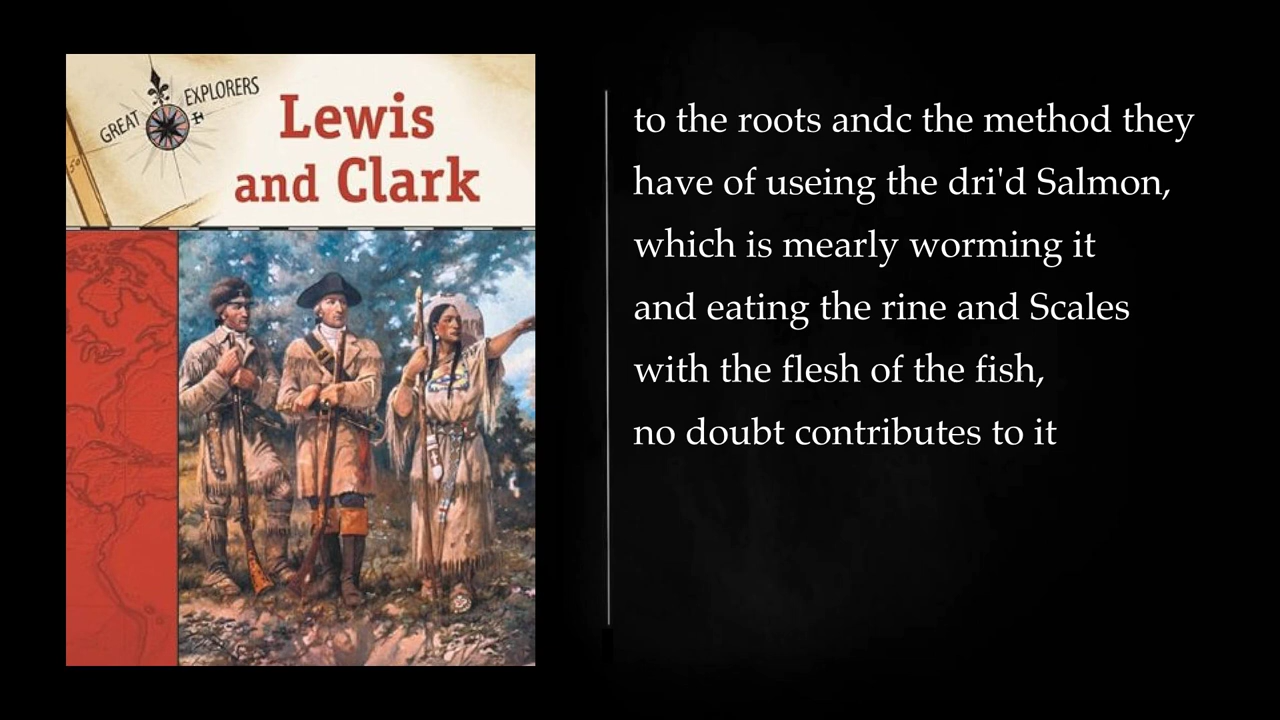 GREAT EXPLORERS
Lewis
and Clark
50
to the roots andc the method they
have of useing the dri'd Salmon,
which is mearly worming it
and eating the rine and Scales
with the flesh of the fish,
no doubt contributes to it